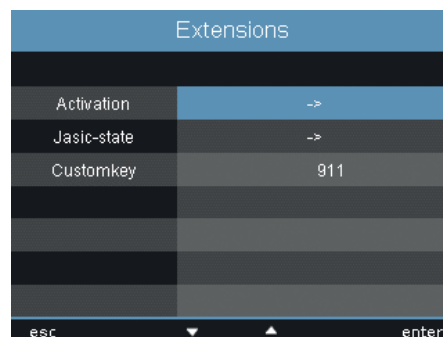 Extensions
Activation ->
Jasic-state ->
Customkey 911
esc ▼ ▲ enter